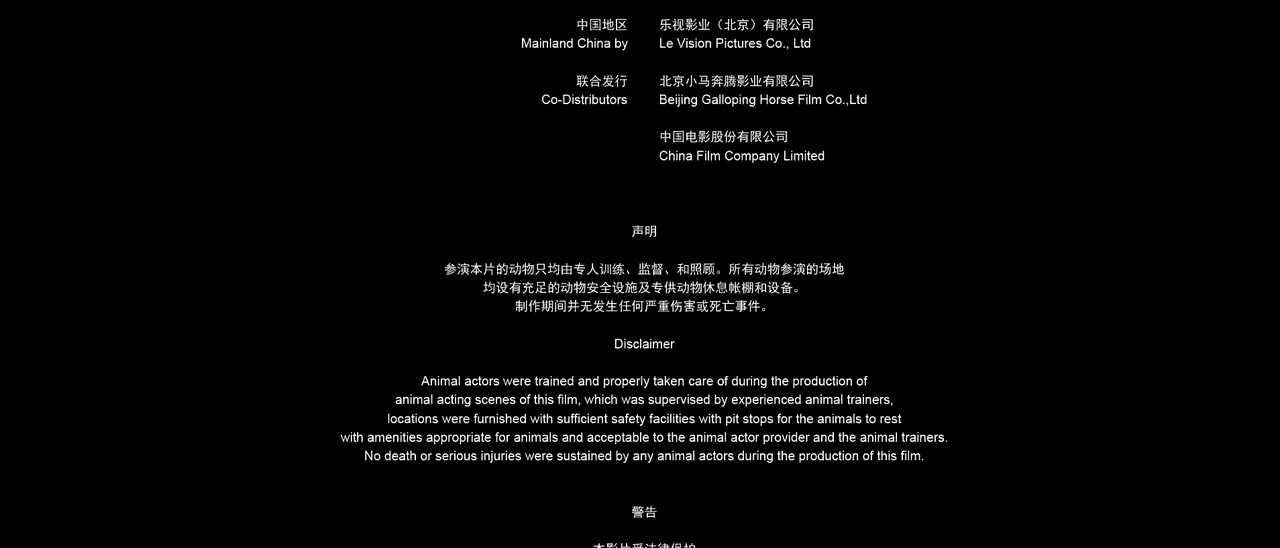 中国地区 乐视影业（北京）有限公司
Mainland China by Le Vision Pictures Co., Ltd
联合发行 北京小马奔腾影业有限公司
Co-Distributors Beijing Galloping Horse Film Co.,Ltd
中国电影股份有限公司
China Film Company Limited
声明
参演本片的动物只均由专人训练、监督、和照顾。所有动物参演的场地
均设有充足的动物安全设施及专供动物休息帐棚和设备。
制作期间并无发生任何严重伤害或死亡事件。
Disclaimer
Animal actors were trained and properly taken care of during the production of
animal acting scenes of this film, which was supervised by experienced animal trainers,
locations were furnished with sufficient safety facilities with pit stops for the animals to rest
with amenities appropriate for animals and acceptable to the animal actor provider and the animal trainers.
No death or serious injuries were sustained by any animal actors during the production of this film.
警告
本影片受法律保护